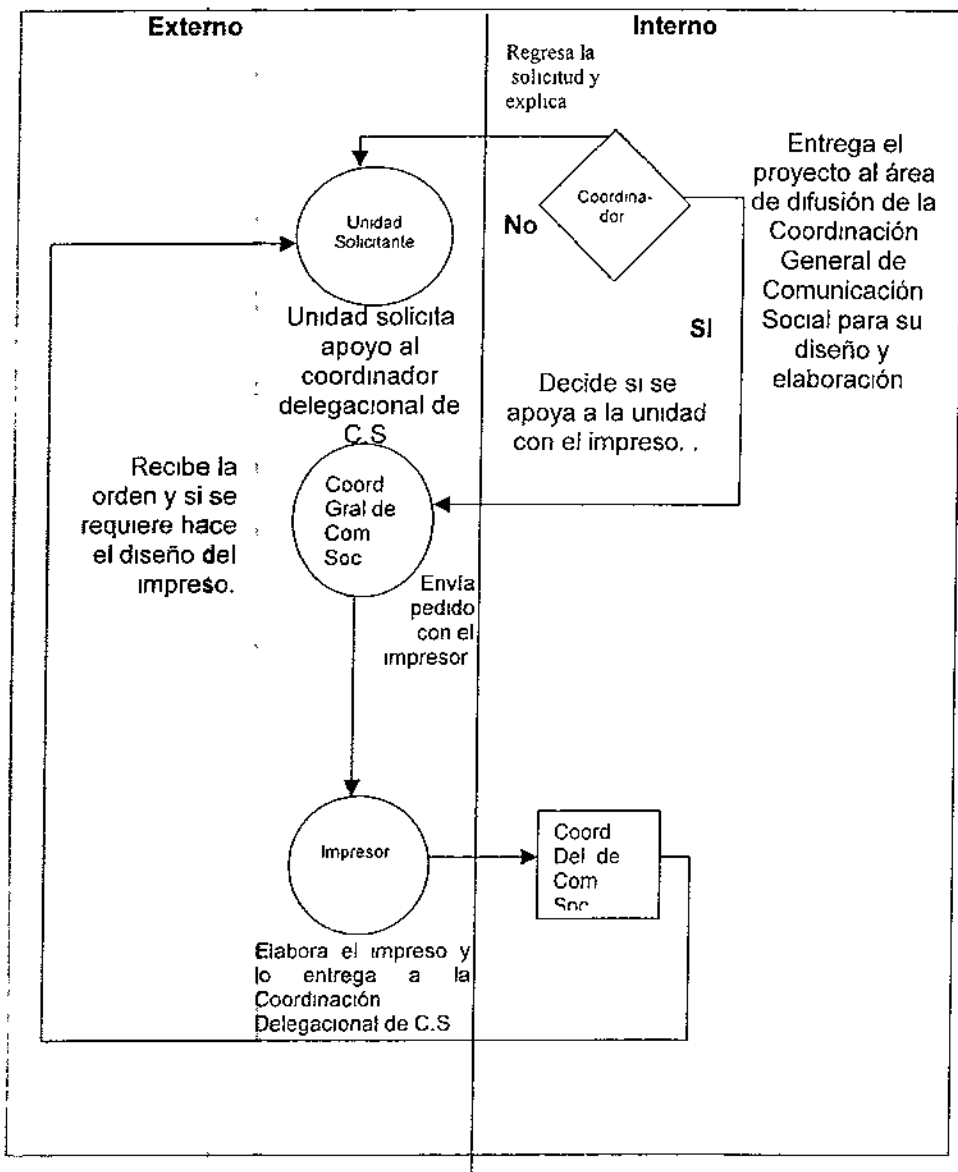 Externo
Interno
Regresa la
solicitud y
explica
Coordina-
dor
No
SI
Entrega el
proyecto al área
de difusión de la
Coordinación
General de
Comunicación
Social para su
diseño y
elaboración
Unidad
Solicitante
Unidad solicita
apoyo al
coordinador
delegacional de
C.S
Decide si se
apoya a la unidad
con el impreso. .
Recibe la
orden y si se
requiere hace
el diseño del
impreso.
Coord
Gral de
Com
Soc
Envía
pedido
con el
impresor
Impresor
Coord
Del de
Com
Soc
Elabora el impreso y
lo entrega a la
Coordinación
Delegacional de C.S